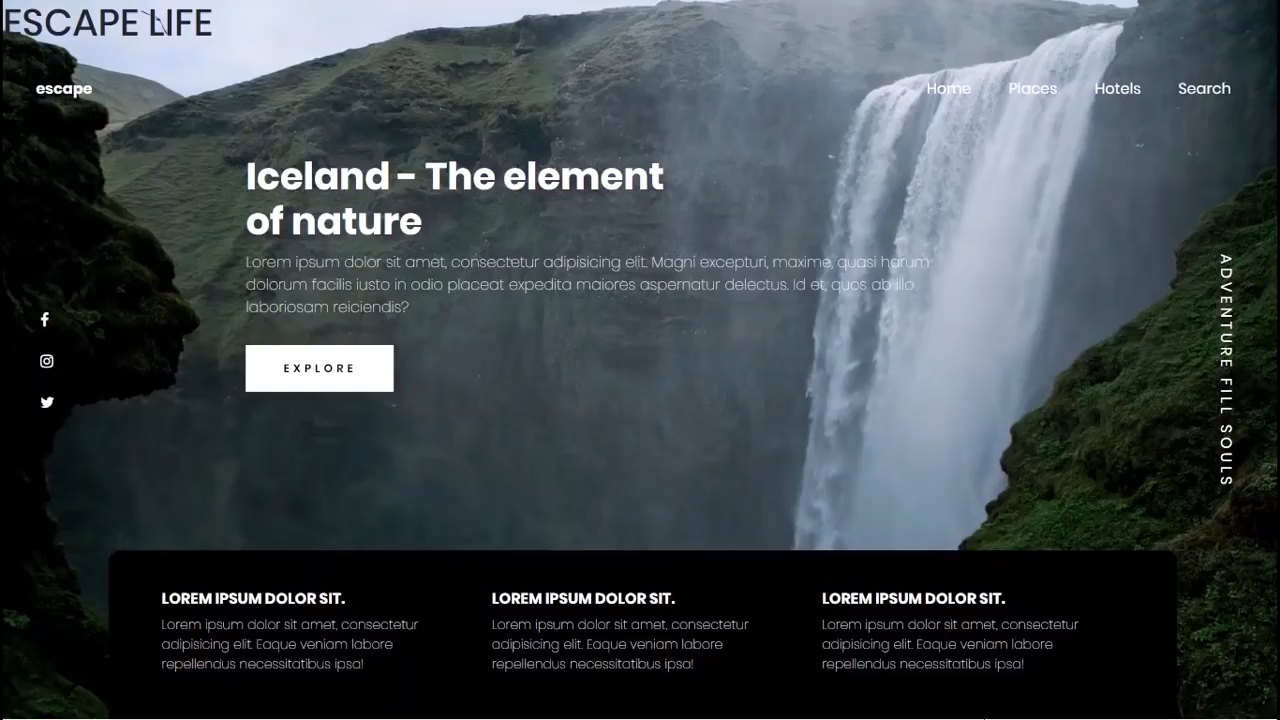 ESCAPE LIFE
escape
Home
Places
Hotels
Search
Iceland - The element
of nature
Lorem ipsum dolor sit amet, consectetur adipisicing elit. Magni excepturi, maxime, quasi harum
dolorum facilis iusto in odio placeat expedita maiores aspernatur delectus. Id et, quos ab illo
laboriosam reiciendis?
EXPLORE
ADVENTURE FILL SOULS
LOREM IPSUM DOLOR SIT.
Lorem ipsum dolor sit amet, consectetur
adipisicing elit. Eaque veniam labore
repellendus necessitatibus ipsa!
LOREM IPSUM DOLOR SIT.
Lorem ipsum dolor sit amet, consectetur
adipisicing elit. Eaque veniam labore
repellendus necessitatibus ipsa!
LOREM IPSUM DOLOR SIT.
Lorem ipsum dolor sit amet, consectetur
adipisicing elit. Eaque veniam labore
repellendus necessitatibus ipsa!